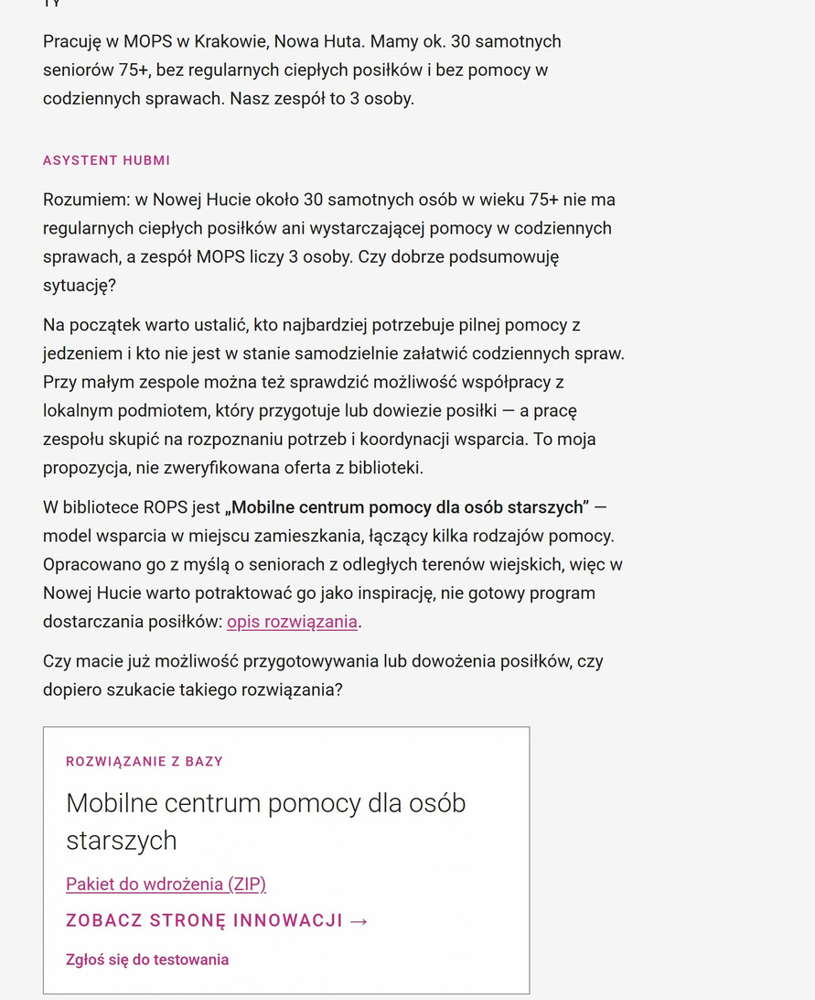 TY
Pracuję w MOPS w Krakowie, Nowa Huta. Mamy ok. 30 samotnych
seniorów 75+, bez regularnych ciepłych posiłków i bez pomocy w
codziennych sprawach. Nasz zespół to 3 osoby.
ASYSTENT HUBMI
Rozumiem: w Nowej Hucie około 30 samotnych osób w wieku 75+ nie ma
regularnych ciepłych posiłków ani wystarczającej pomocy w codziennych
sprawach, a zespół MOPS liczy 3 osoby. Czy dobrze podsumowuję
sytuację?
Na początek warto ustalić, kto najbardziej potrzebuje pilnej pomocy z
jedzeniem i kto nie jest w stanie samodzielnie załatwić codziennych spraw.
Przy małym zespole można też sprawdzić możliwość współpracy z
lokalnym podmiotem, który przygotuje lub dowiezie posiłki — a pracę
zespołu skupić na rozpoznaniu potrzeb i koordynacji wsparcia. To moja
propozycja, nie zweryfikowana oferta z biblioteki.
W bibliotece ROPS jest „Mobilne centrum pomocy dla osób starszych” —
model wsparcia w miejscu zamieszkania, łączący kilka rodzajów pomocy.
Opracowano go z myślą o seniorach z odległych terenów wiejskich, więc w
Nowej Hucie warto potraktować go jako inspirację, nie gotowy program
dostarczania posiłków: opis rozwiązania.
Czy macie już możliwość przygotowywania lub dowożenia posiłków, czy
dopiero szukacie takiego rozwiązania?
ROZWIĄZANIE Z BAZY
Mobilne centrum pomocy dla osób
starszych
Pakiet do wdrożenia (ZIP)
ZOBACZ STRONĘ INNOWACJI →
Zgłoś się do testowania